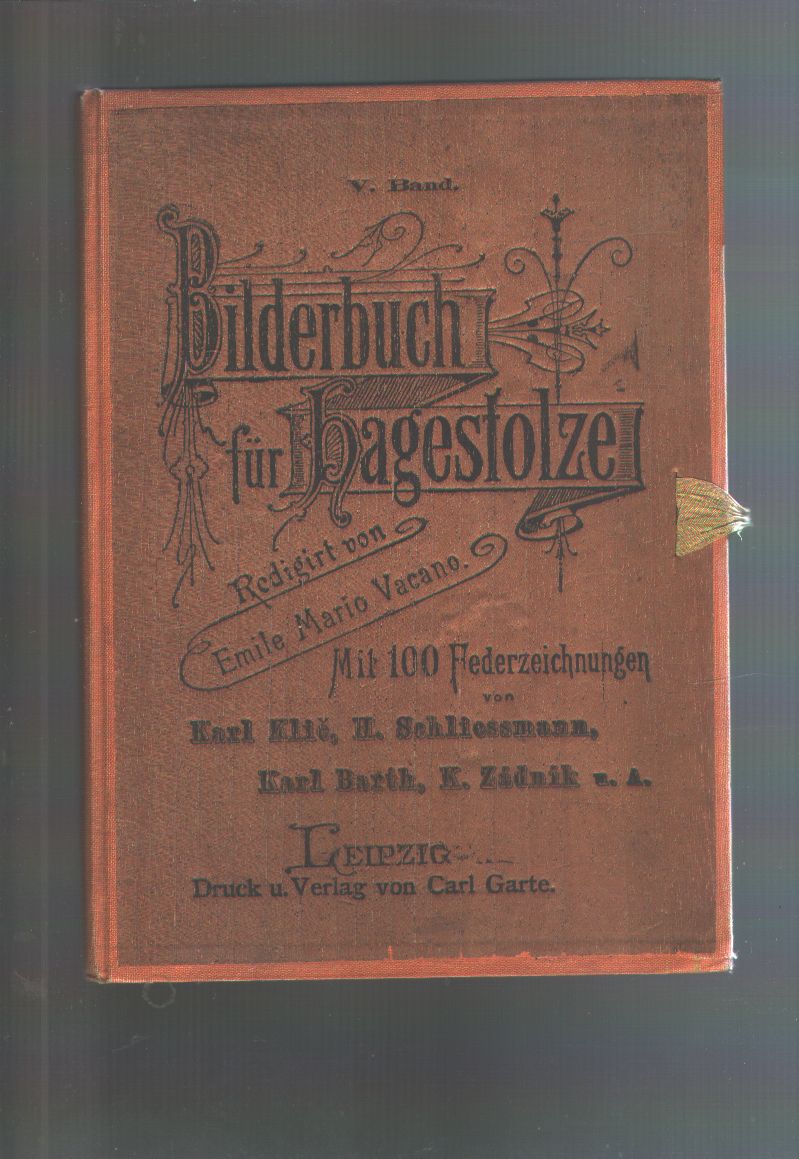 V. Band.
Bilderbuch
für Hagestolze
Redigirt von
Emile Mario Vacano.
Mit 100 Federzeichnungen
von
Karl Klič, H. Schliessmann,
Karl Barth, K. Zádnik u. A.
LEIPZIG
Druck u. Verlag von Carl Garte.